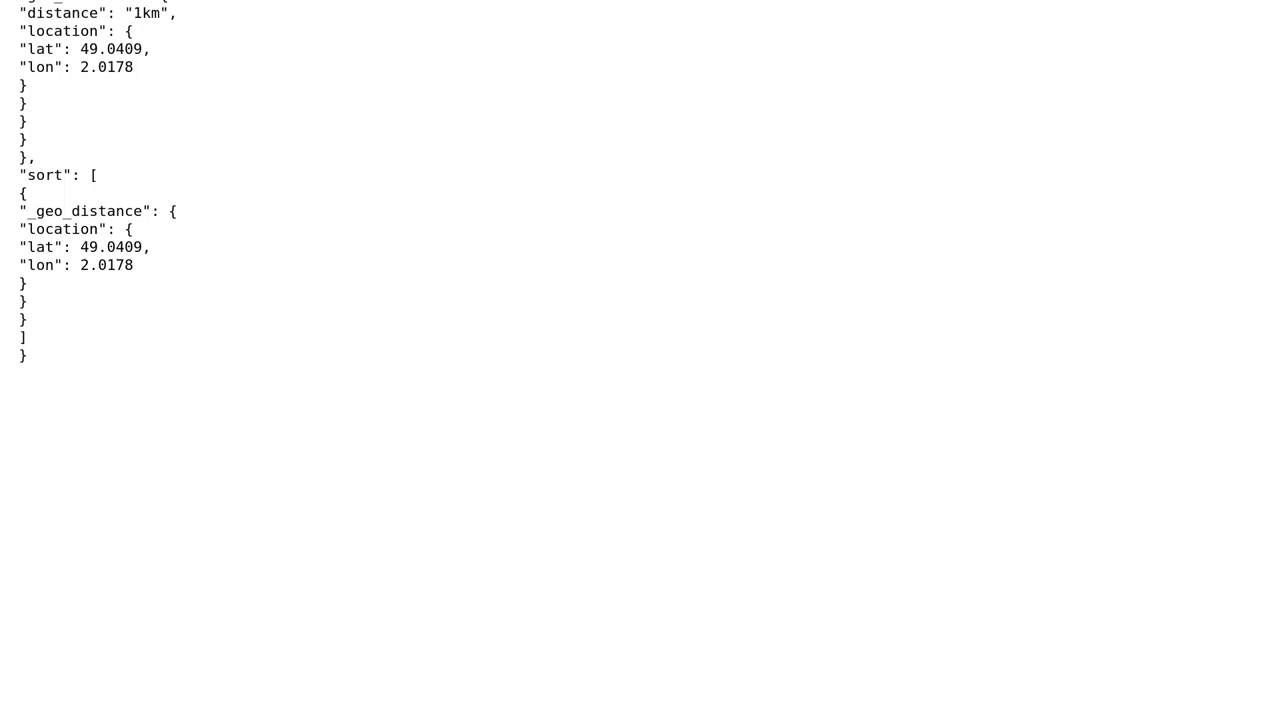 "distance": "1km",
"location": {
"lat": 49.0409,
"lon": 2.0178
}
}
}
}
},
"sort": [
{
"_geo_distance": {
"location": {
"lat": 49.0409,
"lon": 2.0178
}
}
}
]
}